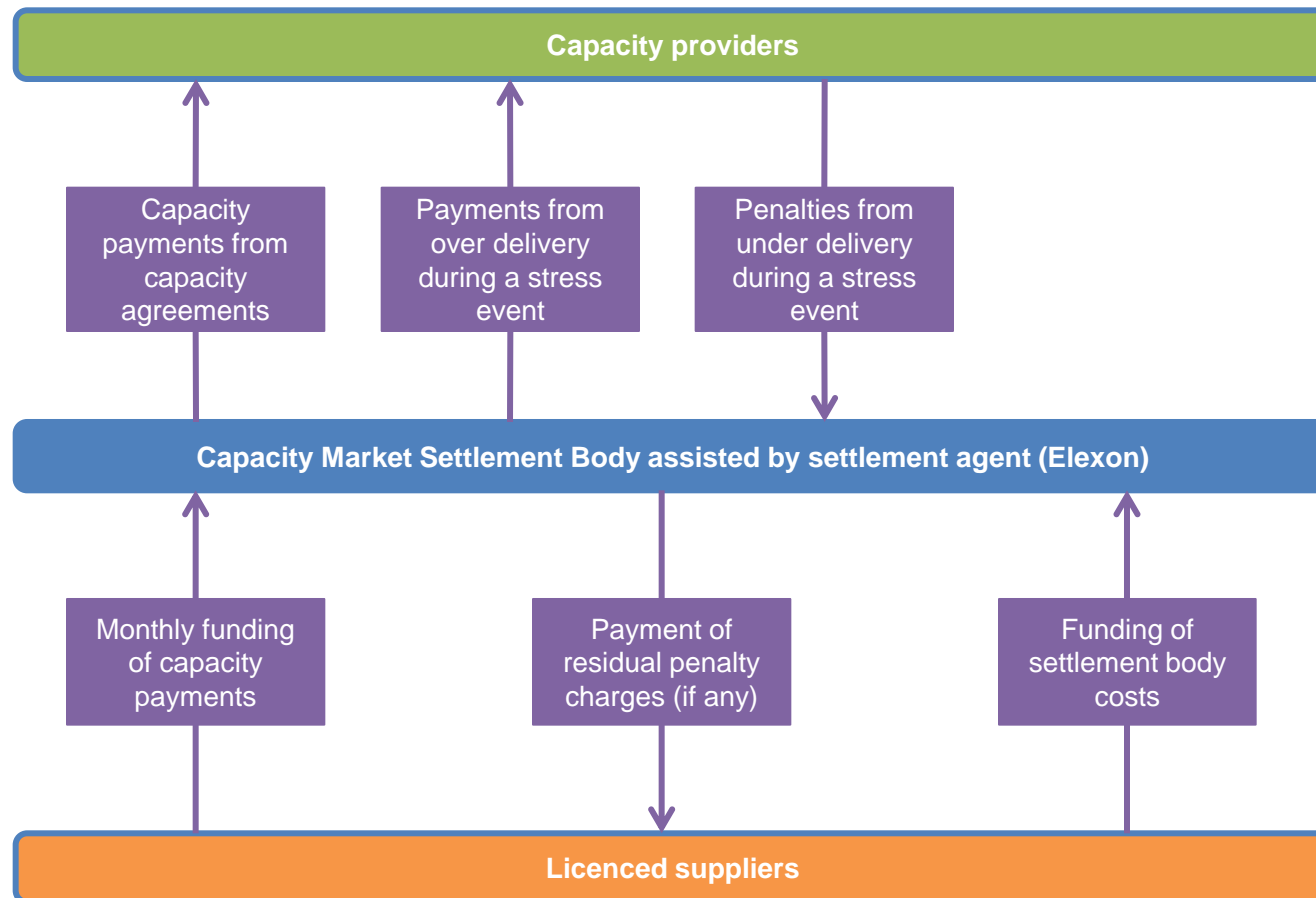 Capacity providers
Capacity
payments from
capacity
agreements
Payments from
over delivery
during a stress
event
Penalties from
under delivery
during a stress
event
Capacity Market Settlement Body assisted by settlement agent (Elexon)
Monthly funding
of capacity
payments
Payment of
residual penalty
charges (if any)
Funding of
settlement body
costs
Licenced suppliers